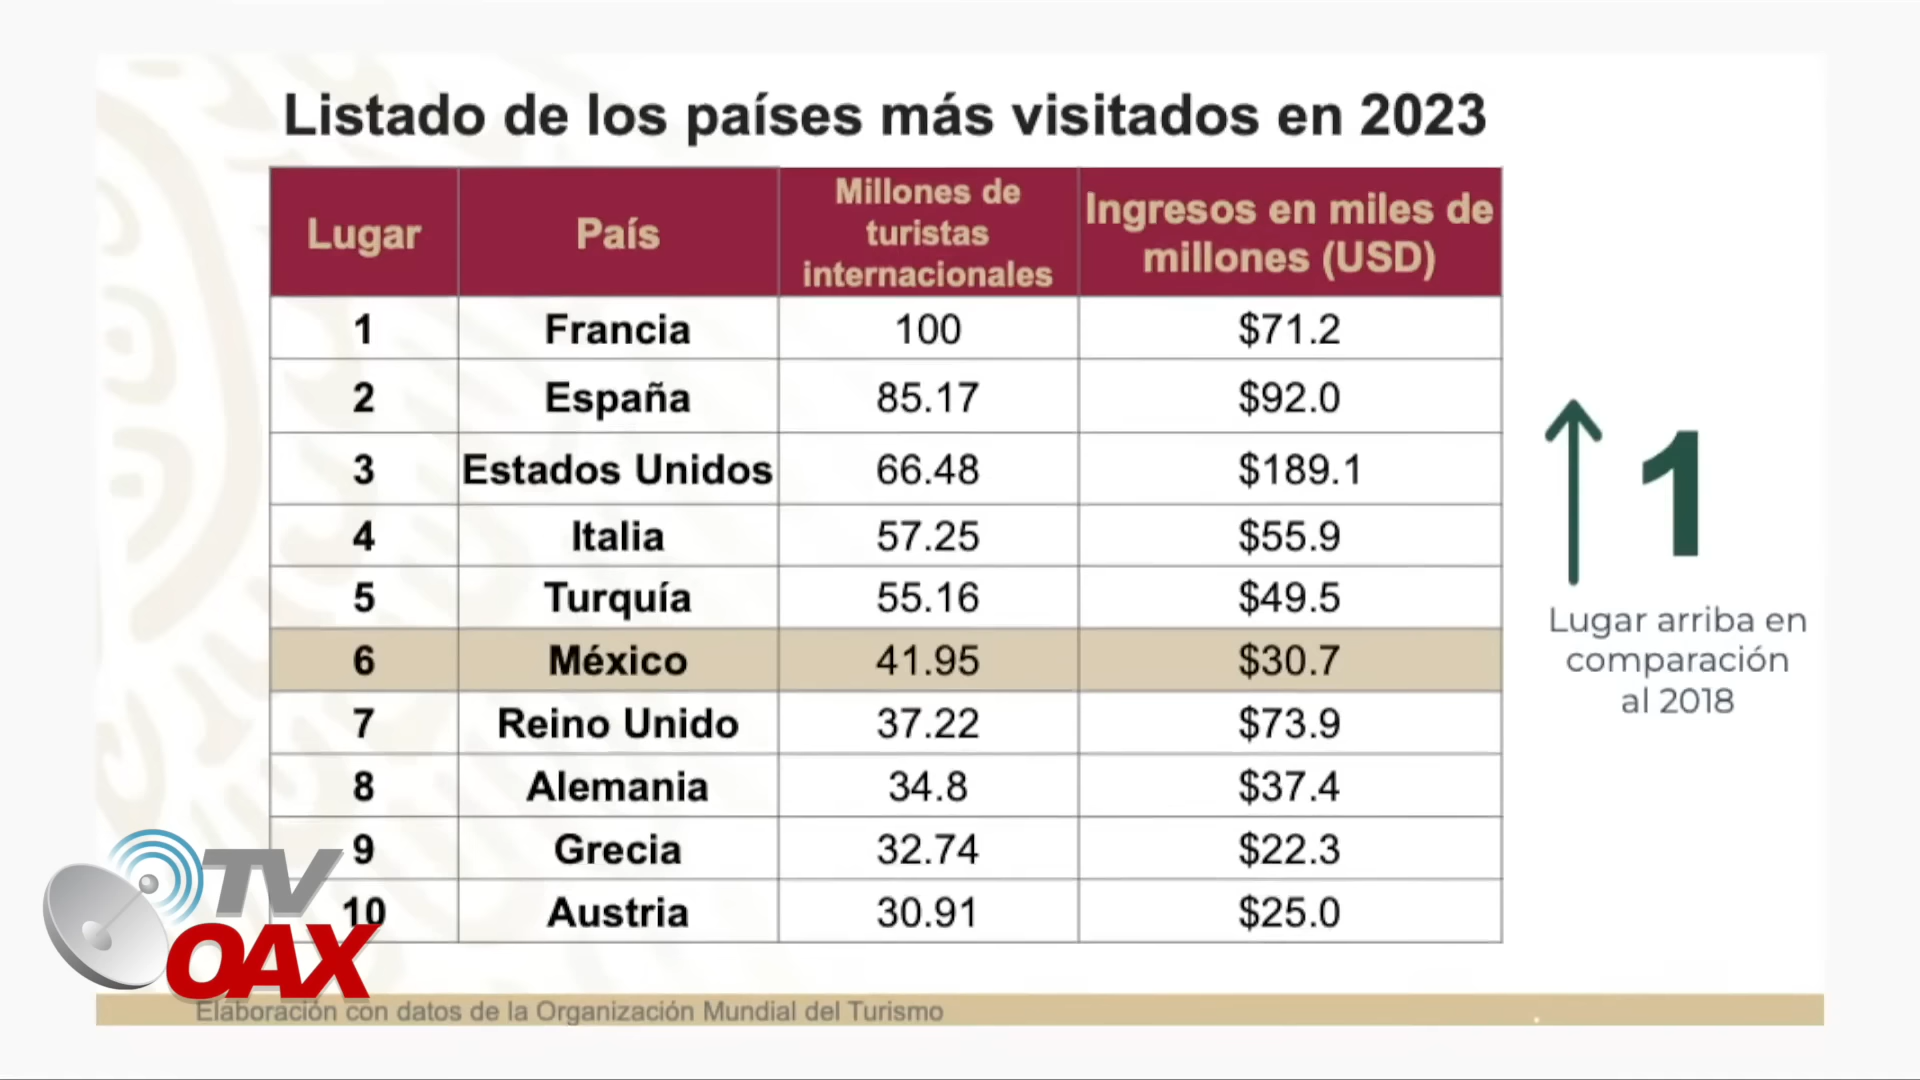 Listado de los países más visitados en 2023
Lugar País Millones de turistas internacionales Ingresos en miles de millones (USD)
1 Francia 100 $71.2
2 España 85.17 $92.0
3 Estados Unidos 66.48 $189.1
4 Italia 57.25 $55.9
5 Turquía 55.16 $49.5
6 México 41.95 $30.7
7 Reino Unido 37.22 $73.9
8 Alemania 34.8 $37.4
9 Grecia 32.74 $22.3
10 Austria 30.91 $25.0
1
Lugar arriba en
comparación
al 2018
TV
OAX
Elaboración con datos de la Organización Mundial del Turismo